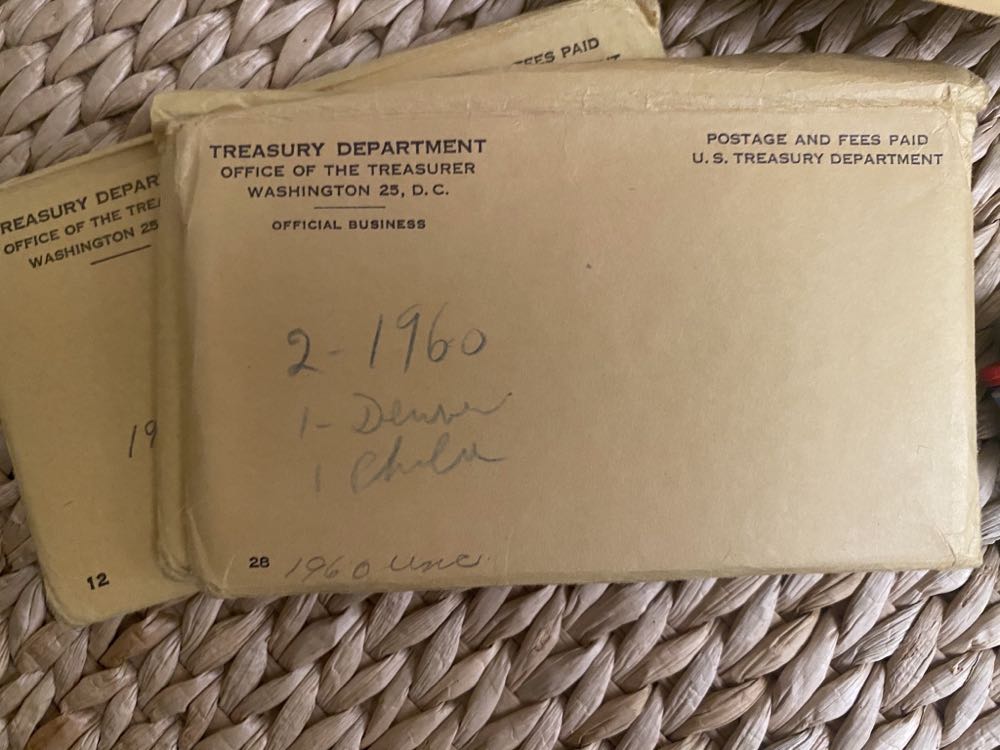 FEES PAID
TREASURY DEPARTMENT
OFFICE OF THE TREASURER
WASHINGTON 25, D. C.
OFFICIAL BUSINESS
POSTAGE AND FEES PAID
U. S. TREASURY DEPARTMENT
2 - 1960
1 - Denver
1 Phila
28 1960 Unc.
TREASURY DEPAR
OFFICE OF THE TREA
WASHINGTON 25
19
12